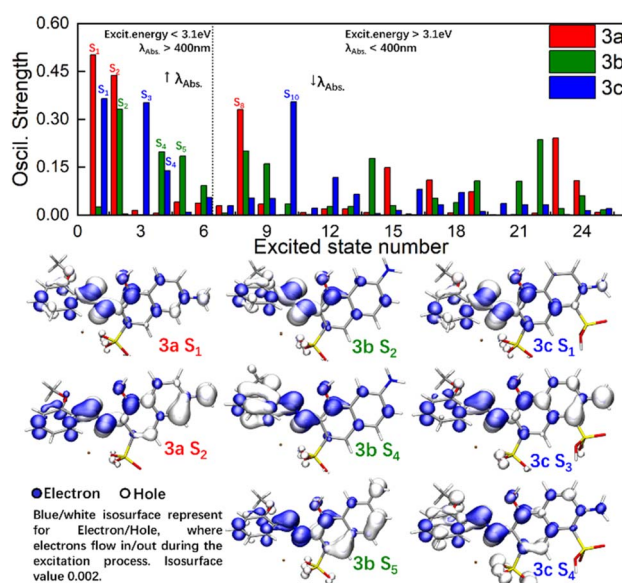 Excit.energy < 3.1eV
λAbs. > 400nm
Excit.energy > 3.1eV
λAbs. < 400nm
↑ λAbs.
↓λAbs.
3a
3b
3c
Oscil. Strength
0.60
0.45
0.30
0.15
0.00
S1
S2
S1
S2
S3
S4
S5
S4
S8
S10
0 3 6 9 12 15 18 21 24
Excited state number
3a S1
3b S2
3c S1
3a S2
3b S4
3c S3
Electron Hole
Blue/white isosurface represent
for Electron/Hole, where
electrons flow in/out during the
excitation process. Isosurface
value 0.002.
3b S5
3c S4